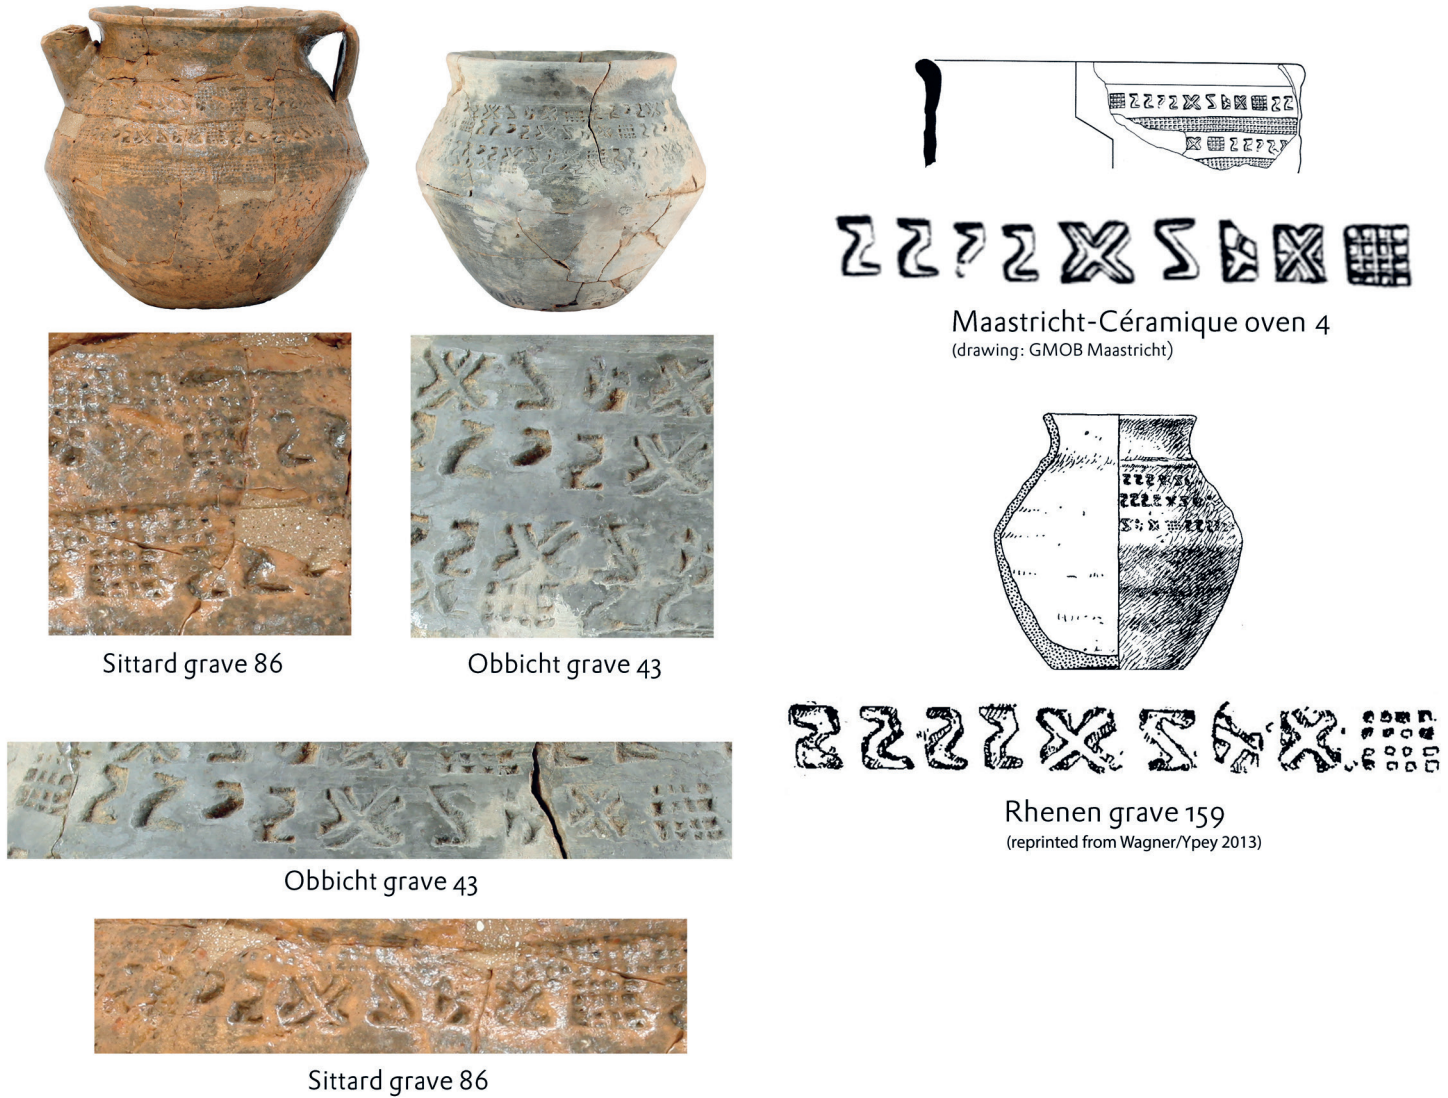 Maastricht-Céramique oven 4
(drawing: GMOB Maastricht)
Sittard grave 86
Obbicht grave 43
Obbicht grave 43
Rhenen grave 159
(reprinted from Wagner/Ypey 2013)
Sittard grave 86